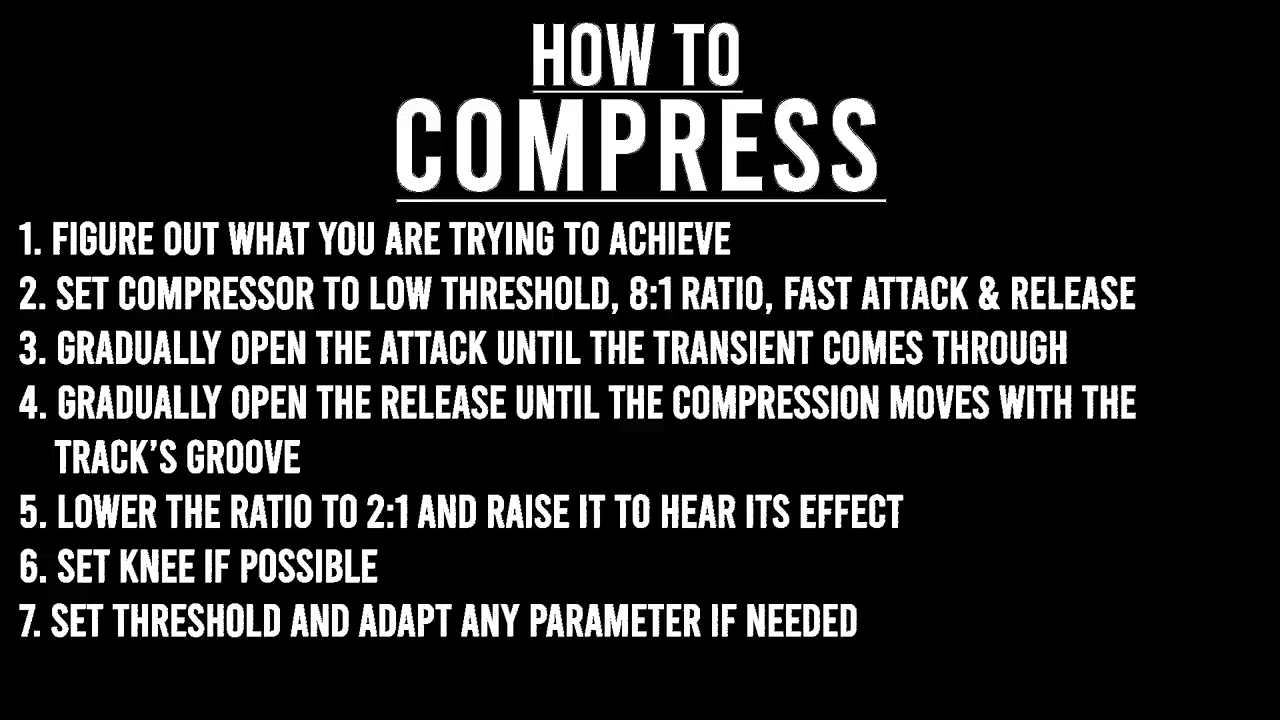 HOW TO
COMPRESS
1. FIGURE OUT WHAT YOU ARE TRYING TO ACHIEVE
2. SET COMPRESSOR TO LOW THRESHOLD, 8:1 RATIO, FAST ATTACK & RELEASE
3. GRADUALLY OPEN THE ATTACK UNTIL THE TRANSIENT COMES THROUGH
4. GRADUALLY OPEN THE RELEASE UNTIL THE COMPRESSION MOVES WITH THE
TRACK’S GROOVE
5. LOWER THE RATIO TO 2:1 AND RAISE IT TO HEAR ITS EFFECT
6. SET KNEE IF POSSIBLE
7. SET THRESHOLD AND ADAPT ANY PARAMETER IF NEEDED